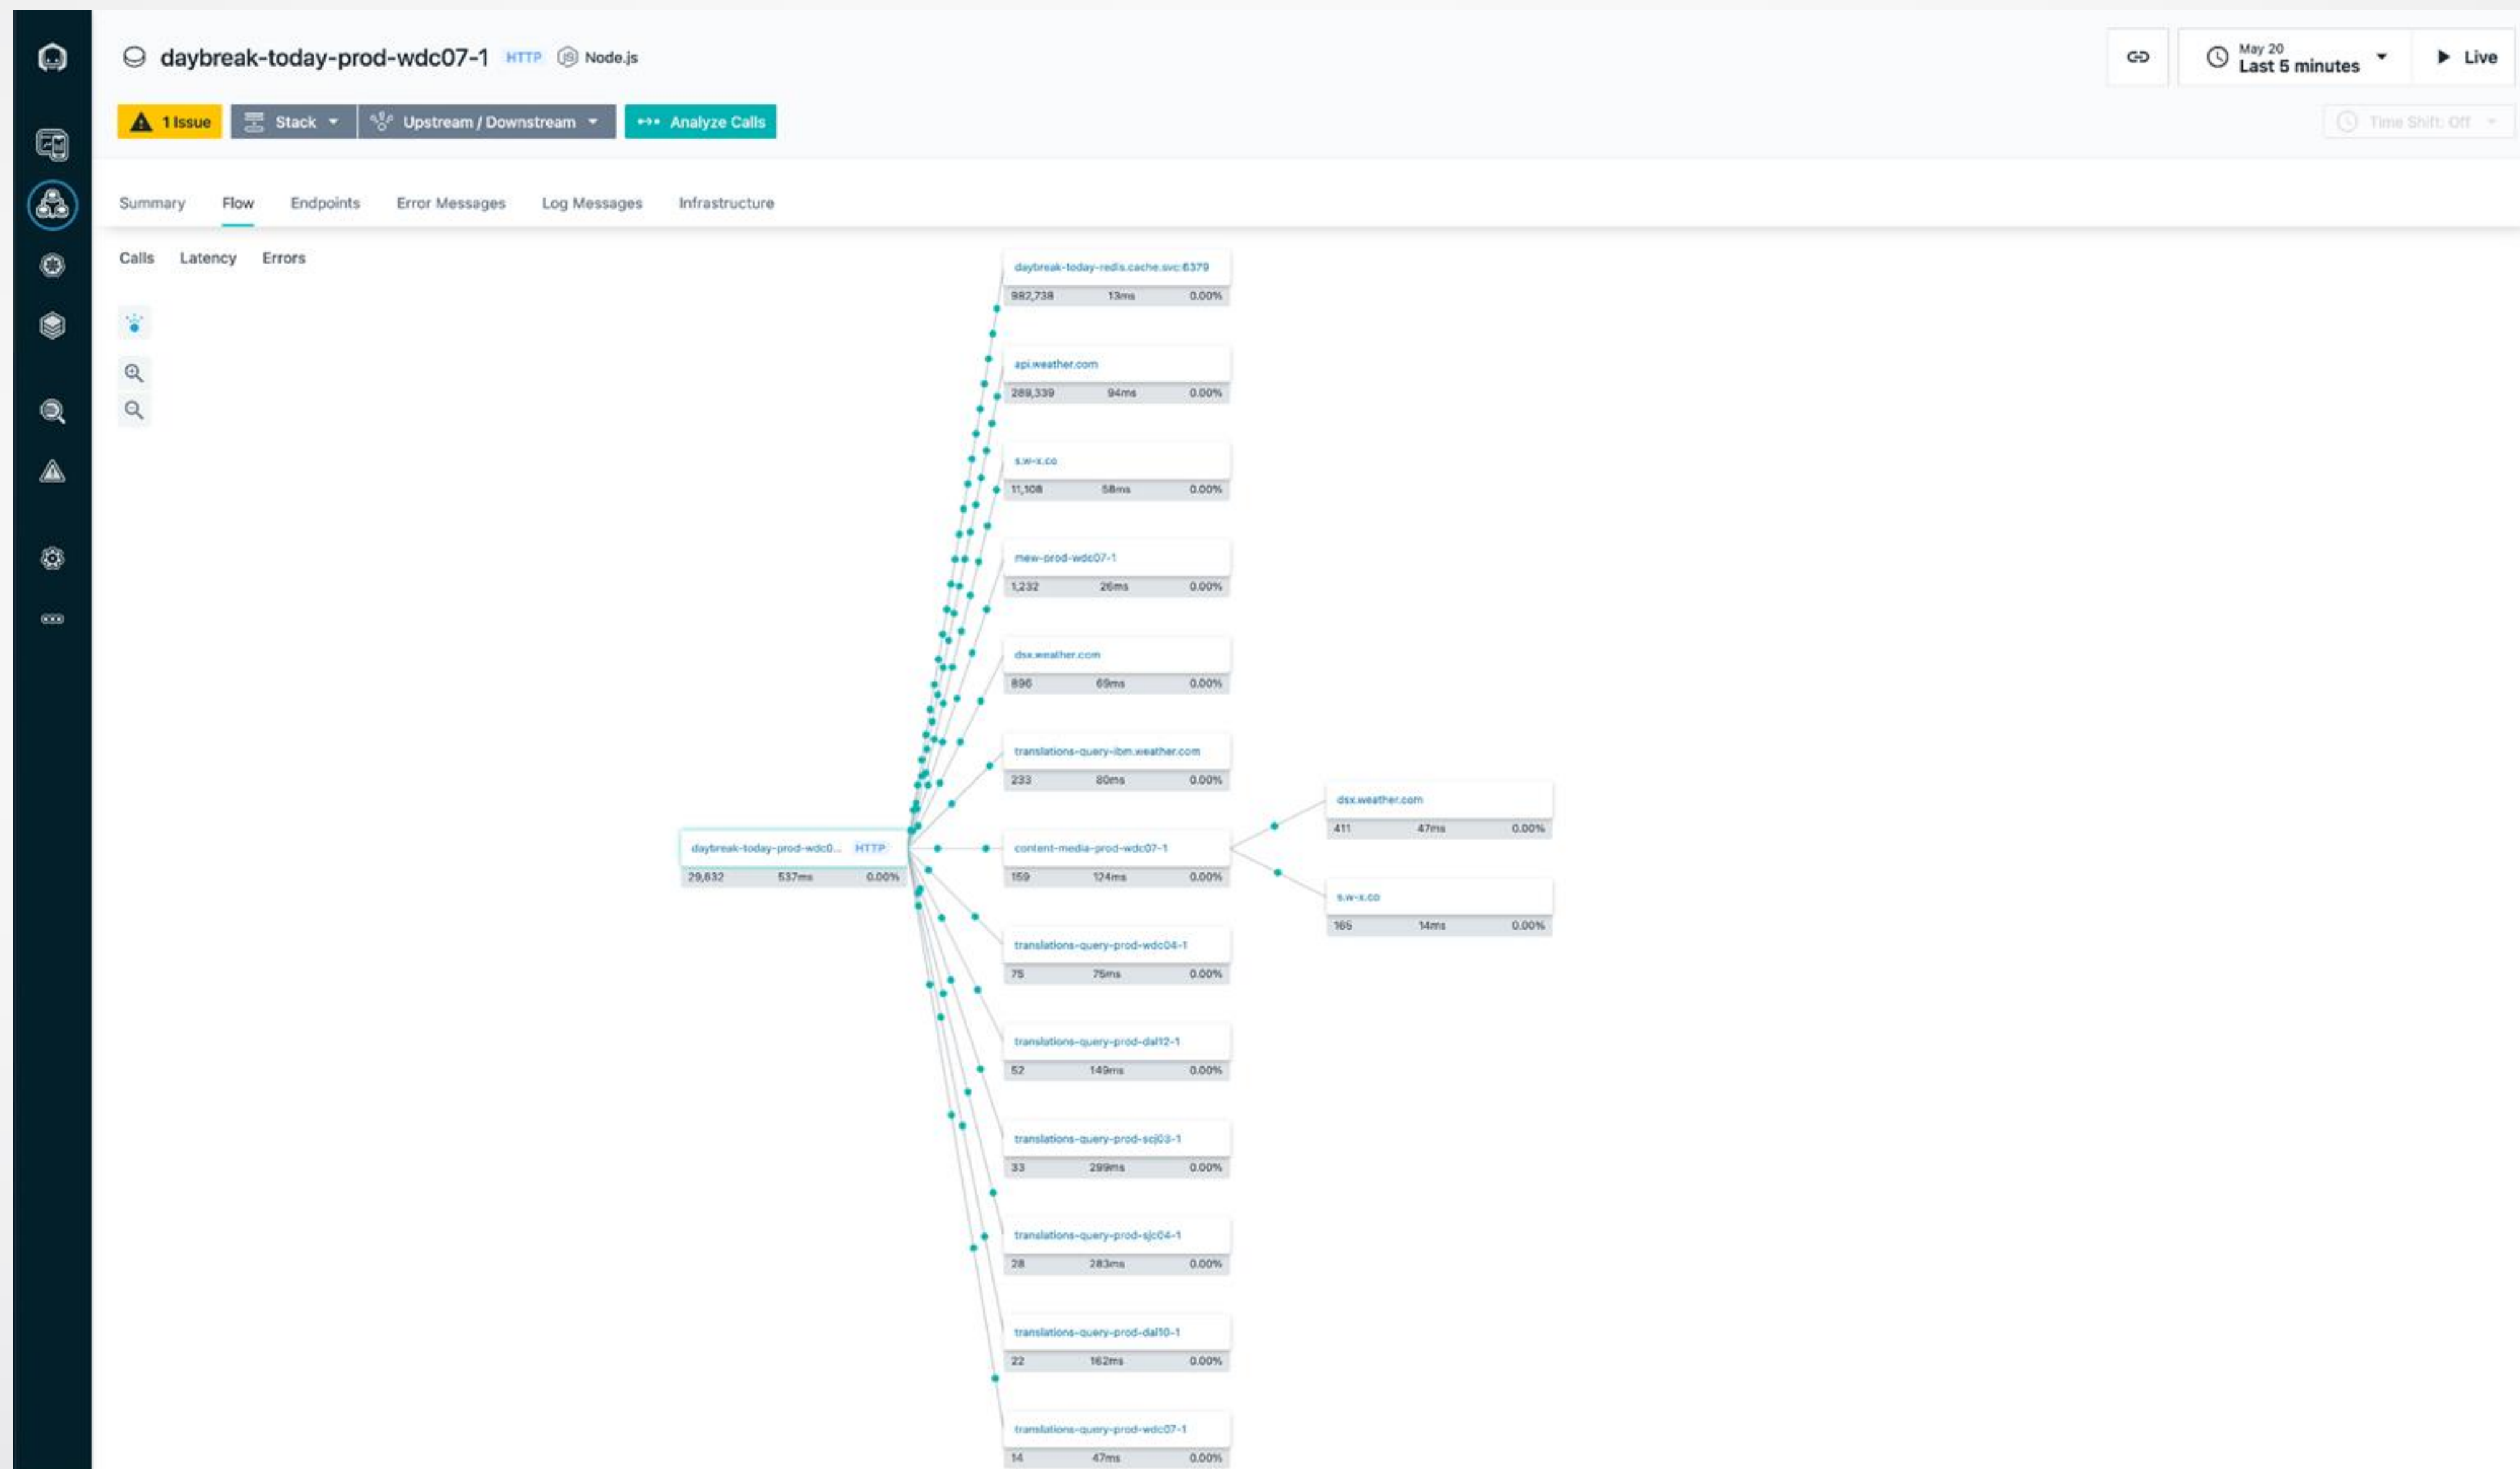 daybreak-today-prod-wdc07-1 HTTP Node.js
May 20
Last 5 minutes
Live
1 Issue
Stack
Upstream / Downstream
Analyze Calls
Time Shift: Off
Summary
Flow
Endpoints
Error Messages
Log Messages
Infrastructure
Calls
Latency
Errors
daybreak-today-redis.cache.svc:6379
982,738 13ms 0.00%
api.weather.com
289,339 94ms 0.00%
s.w-x.co
11,108 58ms 0.00%
mew-prod-wdc07-1
1,232 26ms 0.00%
dsx.weather.com
896 69ms 0.00%
translations-query-ibm.weather.com
233 80ms 0.00%
dsx.weather.com
411 47ms 0.00%
daybreak-today-prod-wdc0... HTTP
29,832 537ms 0.00%
content-media-prod-wdc07-1
159 124ms 0.00%
s.w-x.co
165 14ms 0.00%
translations-query-prod-wdc04-1
75 75ms 0.00%
translations-query-prod-dal12-1
52 149ms 0.00%
translations-query-prod-scj03-1
33 299ms 0.00%
translations-query-prod-sjc04-1
28 283ms 0.00%
translations-query-prod-dal10-1
22 162ms 0.00%
translations-query-prod-wdc07-1
14 47ms 0.00%